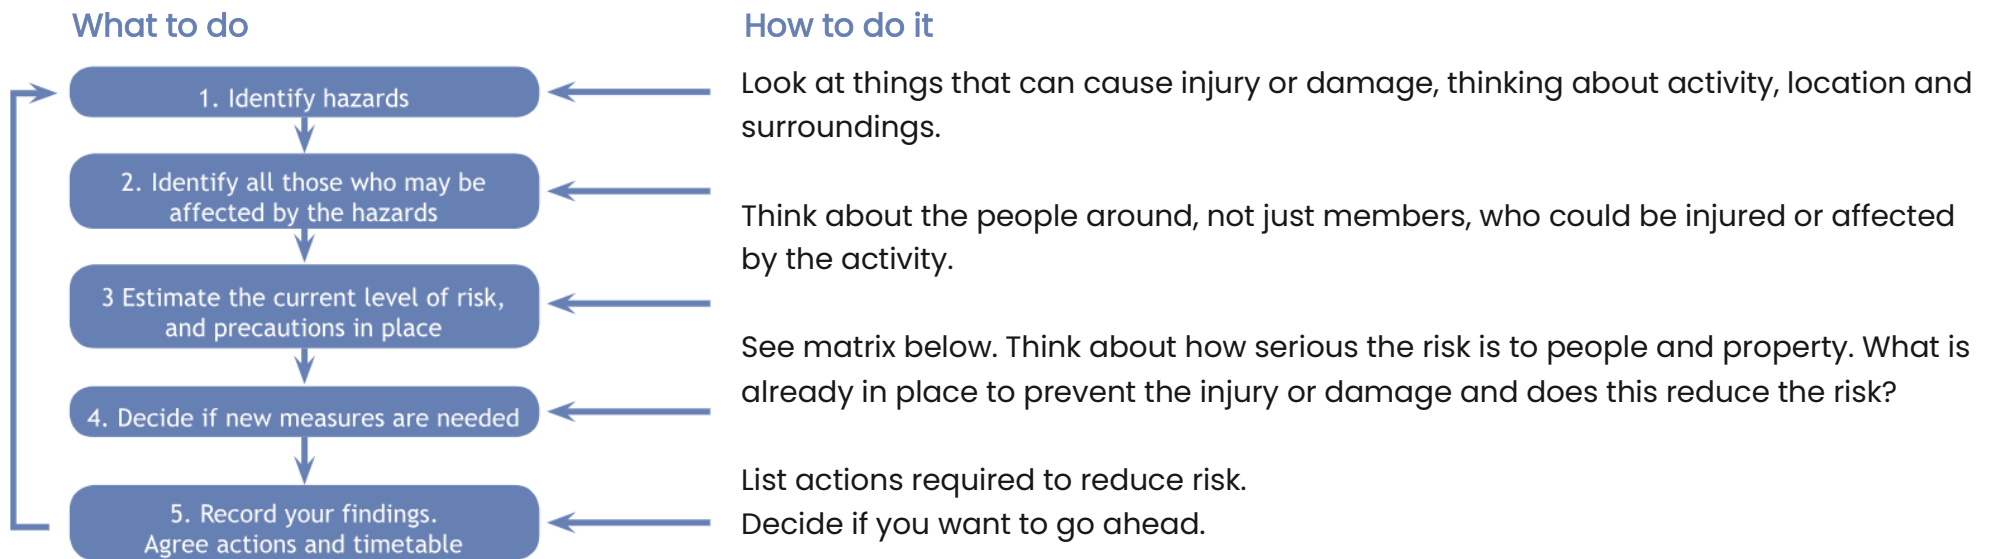 What to do
1. Identify hazards
2. Identify all those who may be
affected by the hazards
3 Estimate the current level of risk,
and precautions in place
4. Decide if new measures are needed
5. Record your findings.
Agree actions and timetable
How to do it
Look at things that can cause injury or damage, thinking about activity, location and
surroundings.
Think about the people around, not just members, who could be injured or affected
by the activity.
See matrix below. Think about how serious the risk is to people and property. What is
already in place to prevent the injury or damage and does this reduce the risk?
List actions required to reduce risk.
Decide if you want to go ahead.